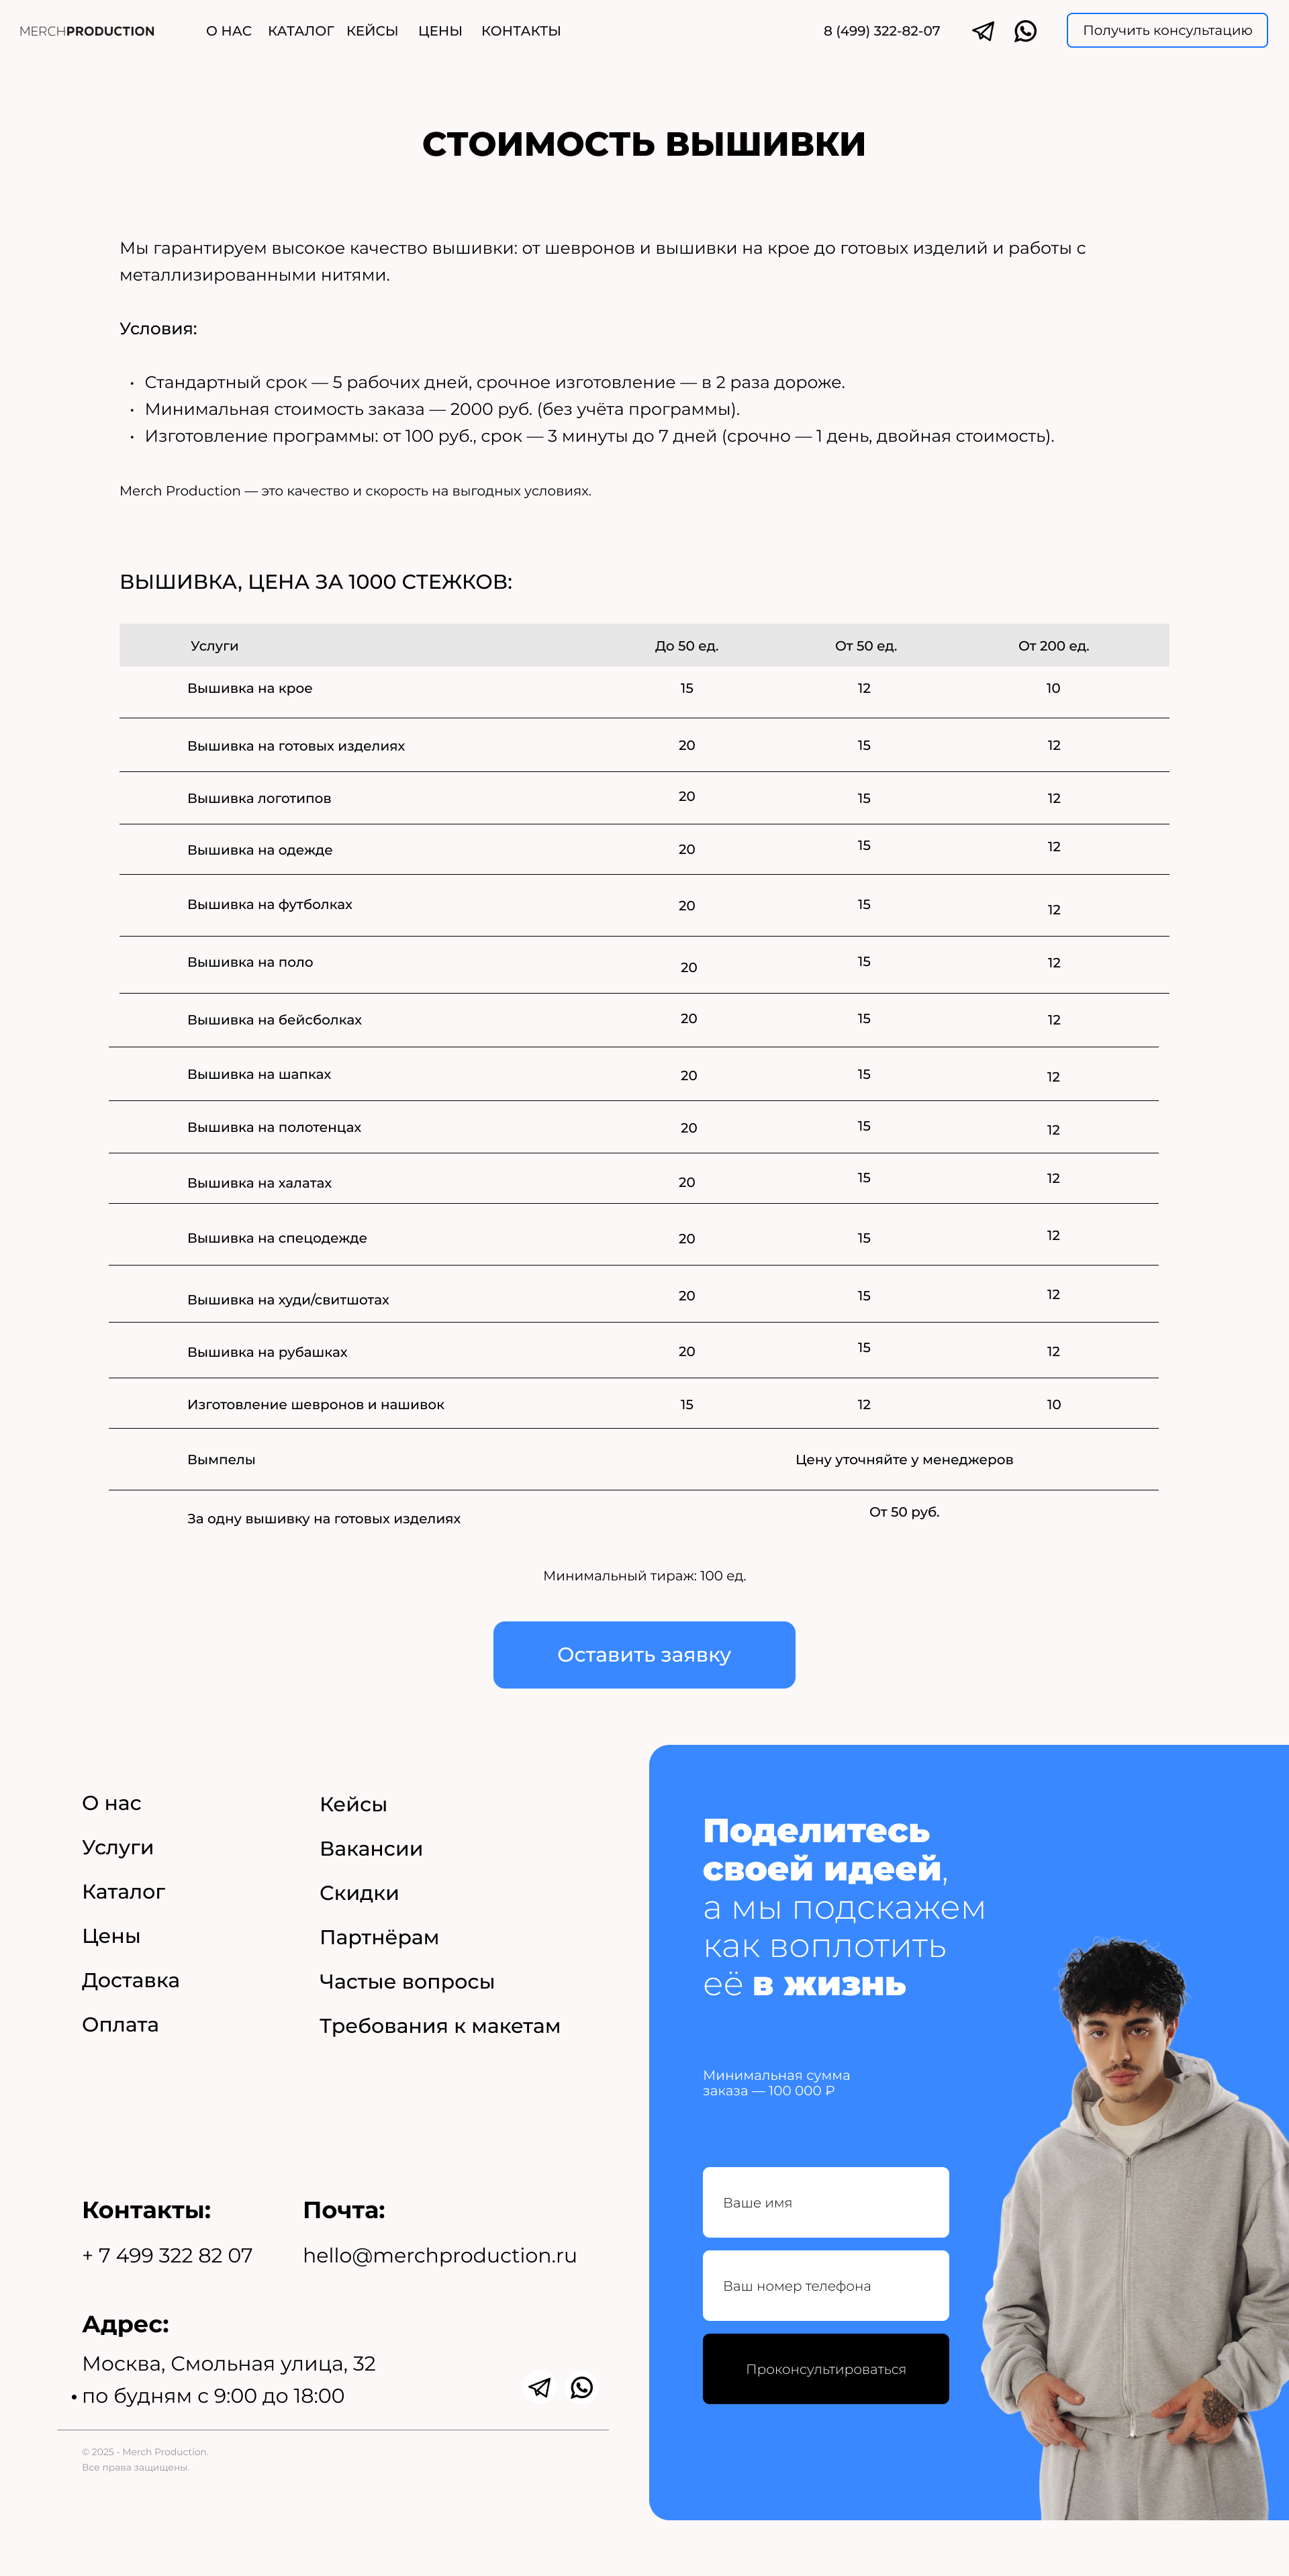 MERCHPRODUCTION О НАС КАТАЛОГ КЕЙСЫ ЦЕНЫ КОНТАКТЫ 8 (499) 322-82-07 Получить консультацию
СТОИМОСТЬ ВЫШИВКИ
Мы гарантируем высокое качество вышивки: от шевронов и вышивки на крое до готовых изделий и работы с
металлизированными нитями.
Условия:
• Стандартный срок — 5 рабочих дней, срочное изготовление — в 2 раза дороже.
• Минимальная стоимость заказа — 2000 руб. (без учёта программы).
• Изготовление программы: от 100 руб., срок — 3 минуты до 7 дней (срочно — 1 день, двойная стоимость).
Merch Production — это качество и скорость на выгодных условиях.
ВЫШИВКА, ЦЕНА ЗА 1000 СТЕЖКОВ:
Услуги До 50 ед. От 50 ед. От 200 ед.
Вышивка на крое 15 12 10
Вышивка на готовых изделиях 20 15 12
Вышивка логотипов 20 15 12
Вышивка на одежде 20 15 12
Вышивка на футболках 20 15 12
Вышивка на поло 20 15 12
Вышивка на бейсболках 20 15 12
Вышивка на шапках 20 15 12
Вышивка на полотенцах 20 15 12
Вышивка на халатах 20 15 12
Вышивка на спецодежде 20 15 12
Вышивка на худи/свитшотах 20 15 12
Вышивка на рубашках 20 15 12
Изготовление шевронов и нашивок 15 12 10
Вымпелы Цену уточняйте у менеджеров
За одну вышивку на готовых изделиях От 50 руб.
Минимальный тираж: 100 ед.
Оставить заявку
О нас
Услуги
Каталог
Цены
Доставка
Оплата
Кейсы
Вакансии
Скидки
Партнёрам
Частые вопросы
Требования к макетам
Контакты:
+ 7 499 322 82 07
Почта:
hello@merchproduction.ru
Адрес:
Москва, Смольная улица, 32
• по будням с 9:00 до 18:00
© 2025 - Merch Production.
Все права защищены.
Поделитесь
своей идеей,
а мы подскажем
как воплотить
её в жизнь
Минимальная сумма
заказа — 100 000 ₽
Ваше имя
Ваш номер телефона
Проконсультироваться